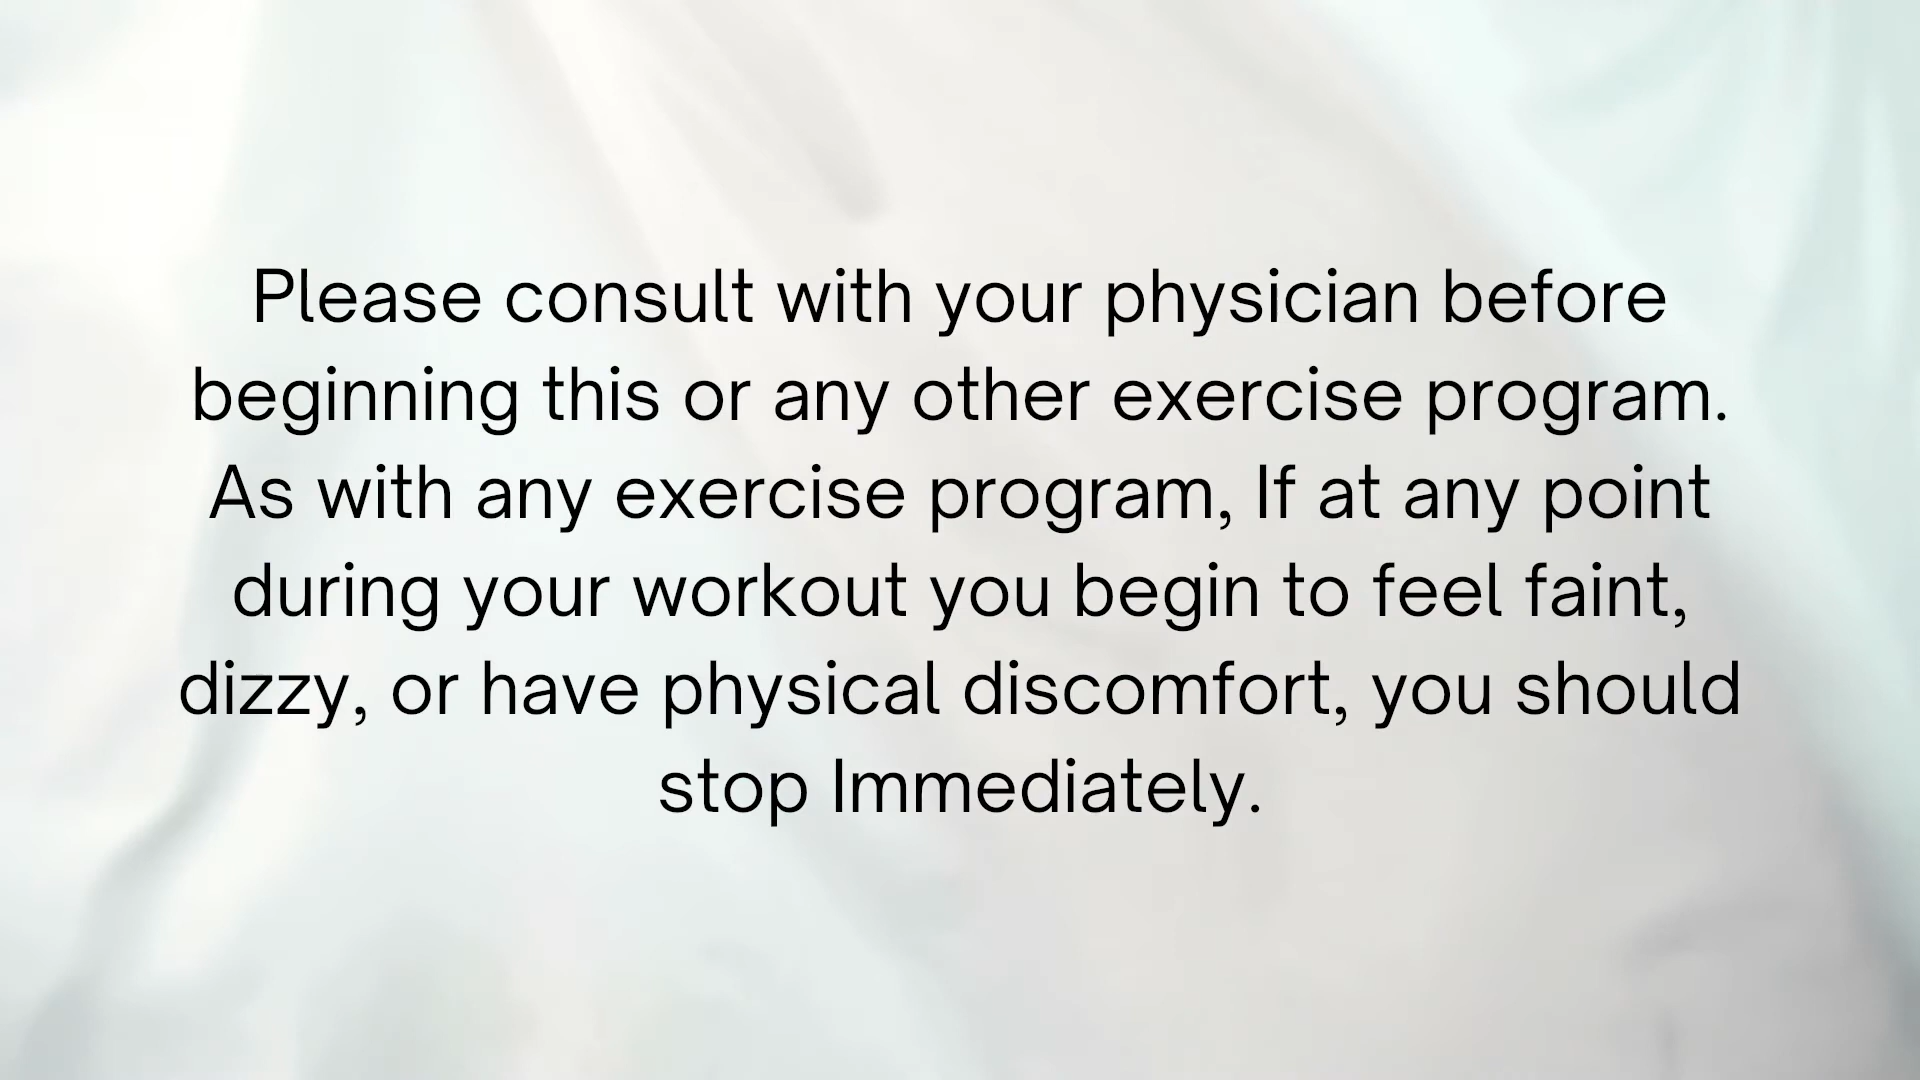 Please consult with your physician before
beginning this or any other exercise program.
As with any exercise program, If at any point
during your workout you begin to feel faint,
dizzy, or have physical discomfort, you should
stop Immediately.